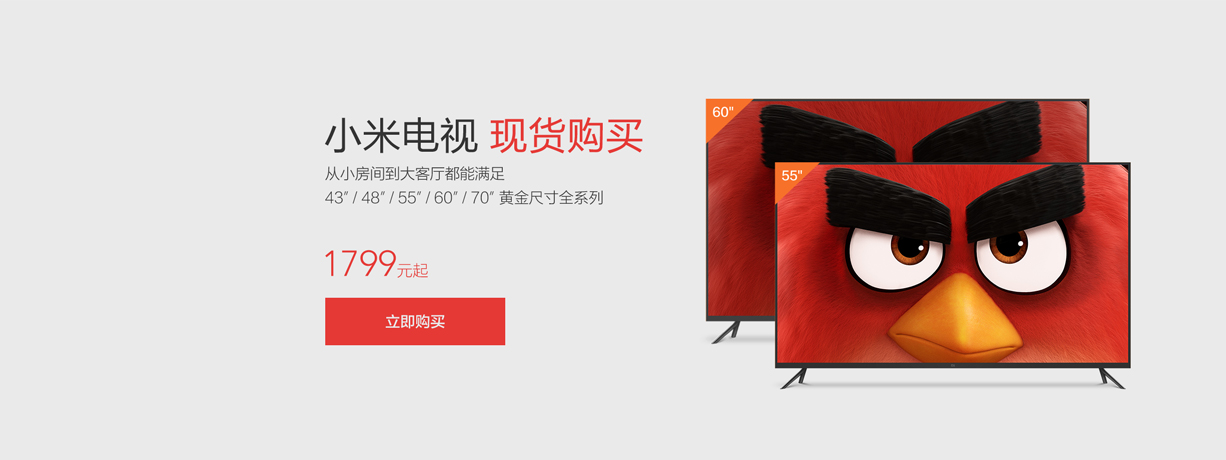 小米电视 现货购买
从小房间到大客厅都能满足
43” / 48” / 55” / 60” / 70” 黄金尺寸全系列
1799元起
立即购买
60"
55"